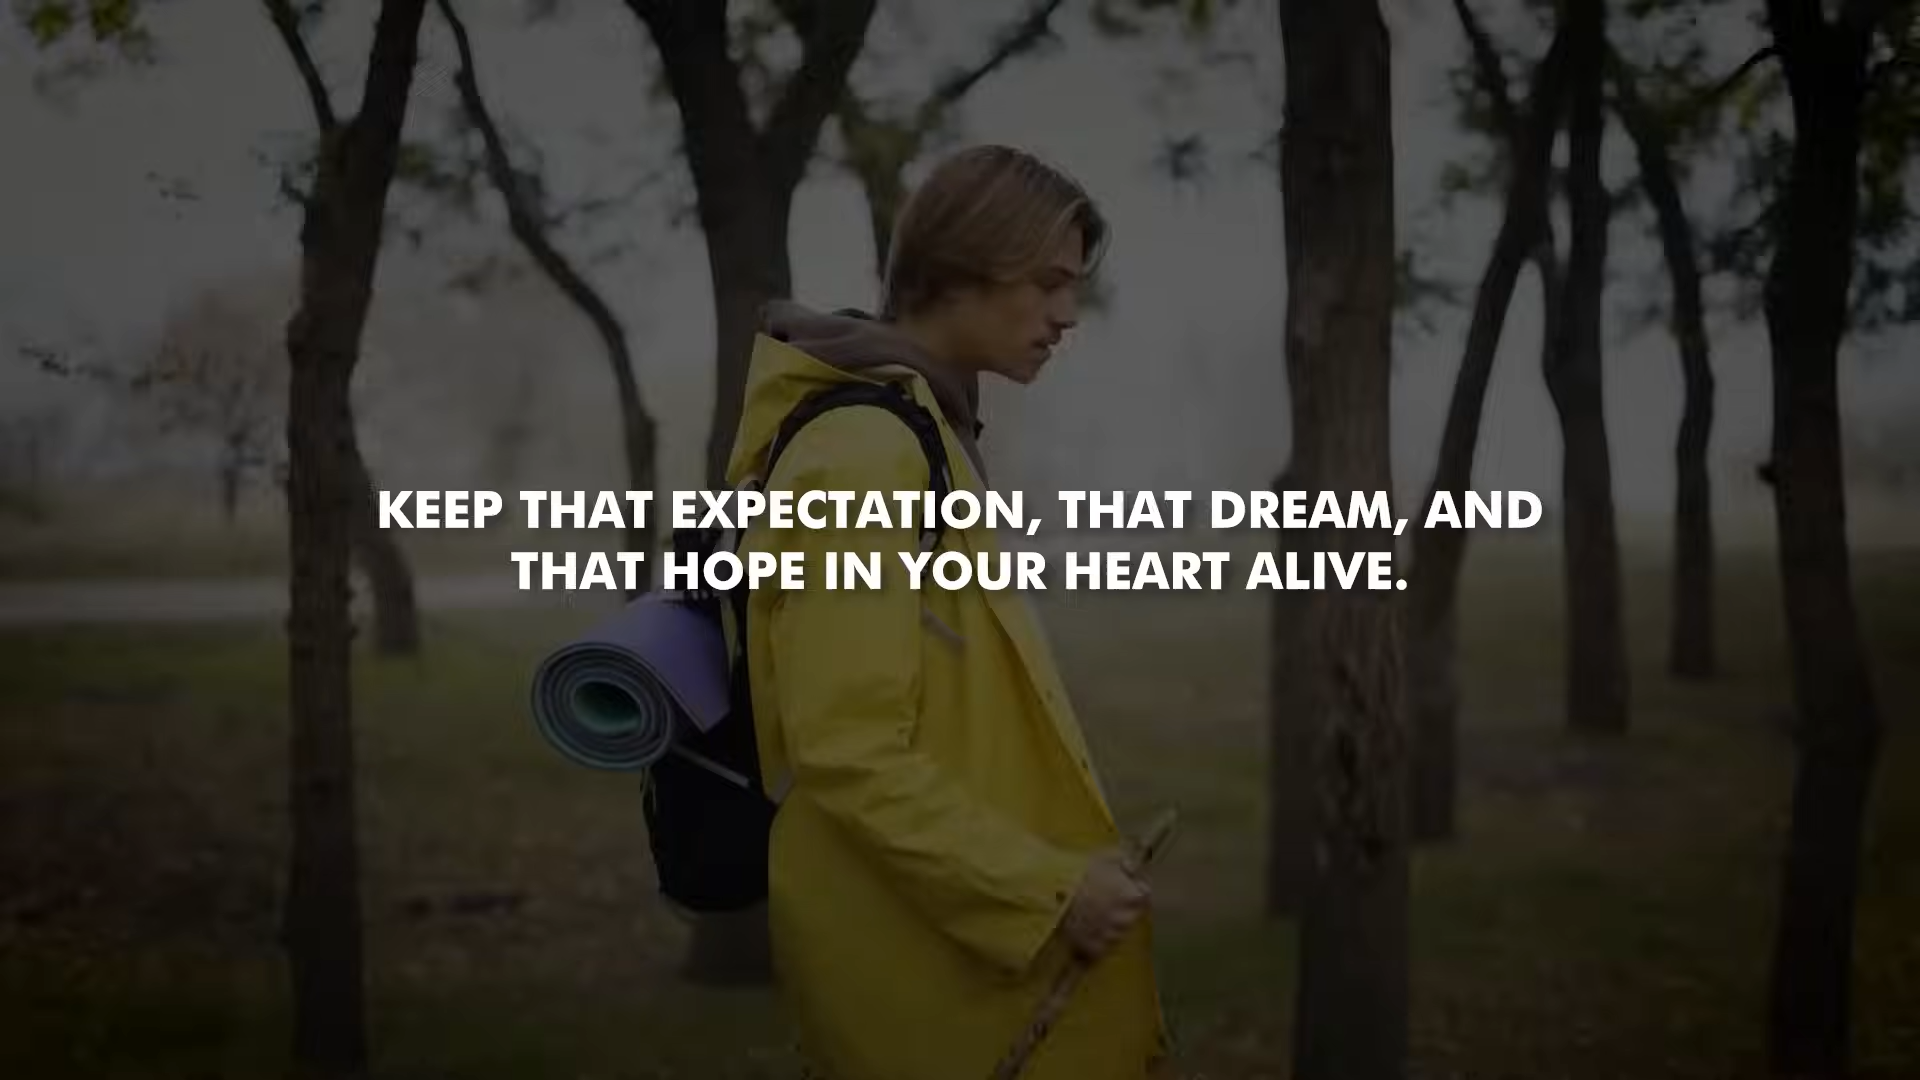 KEEP THAT EXPECTATION, THAT DREAM, AND
THAT HOPE IN YOUR HEART ALIVE.